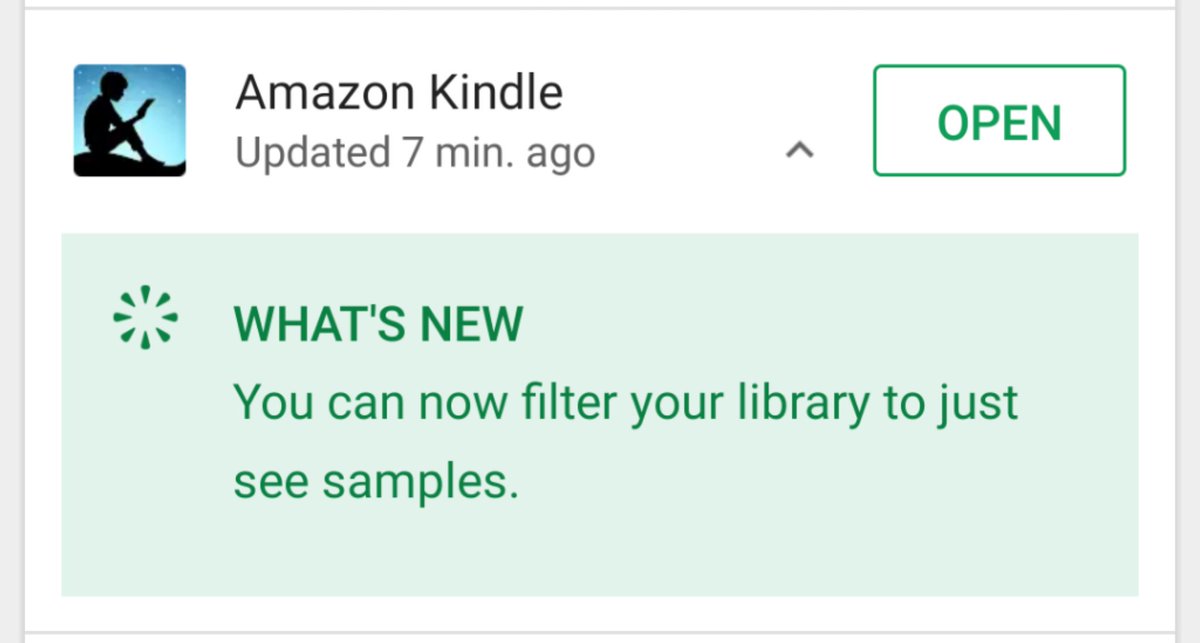 Amazon Kindle
Updated 7 min. ago
OPEN
WHAT'S NEW
You can now filter your library to just
see samples.